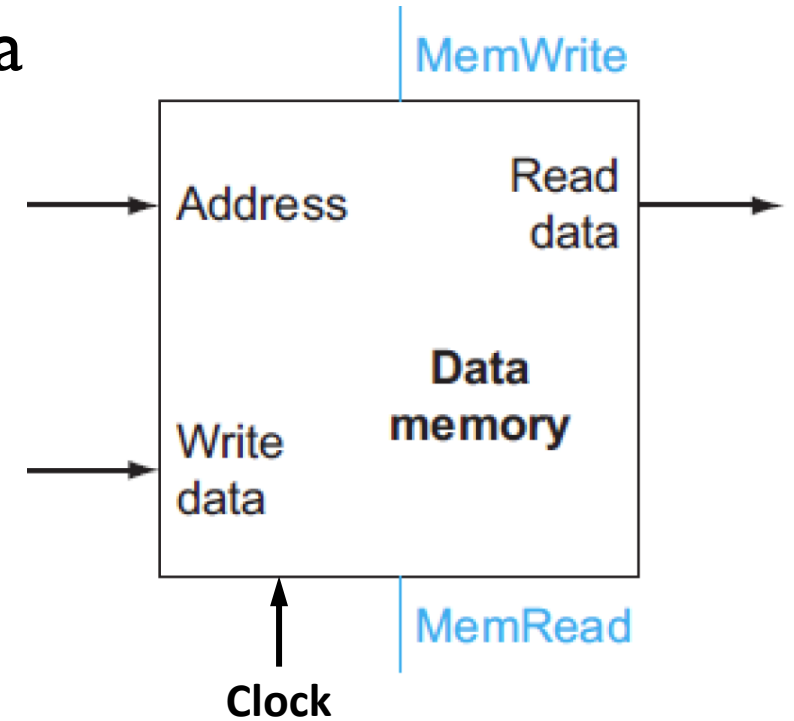 a
MemWrite
Address
Read
data
Data
memory
Write
data
MemRead
Clock